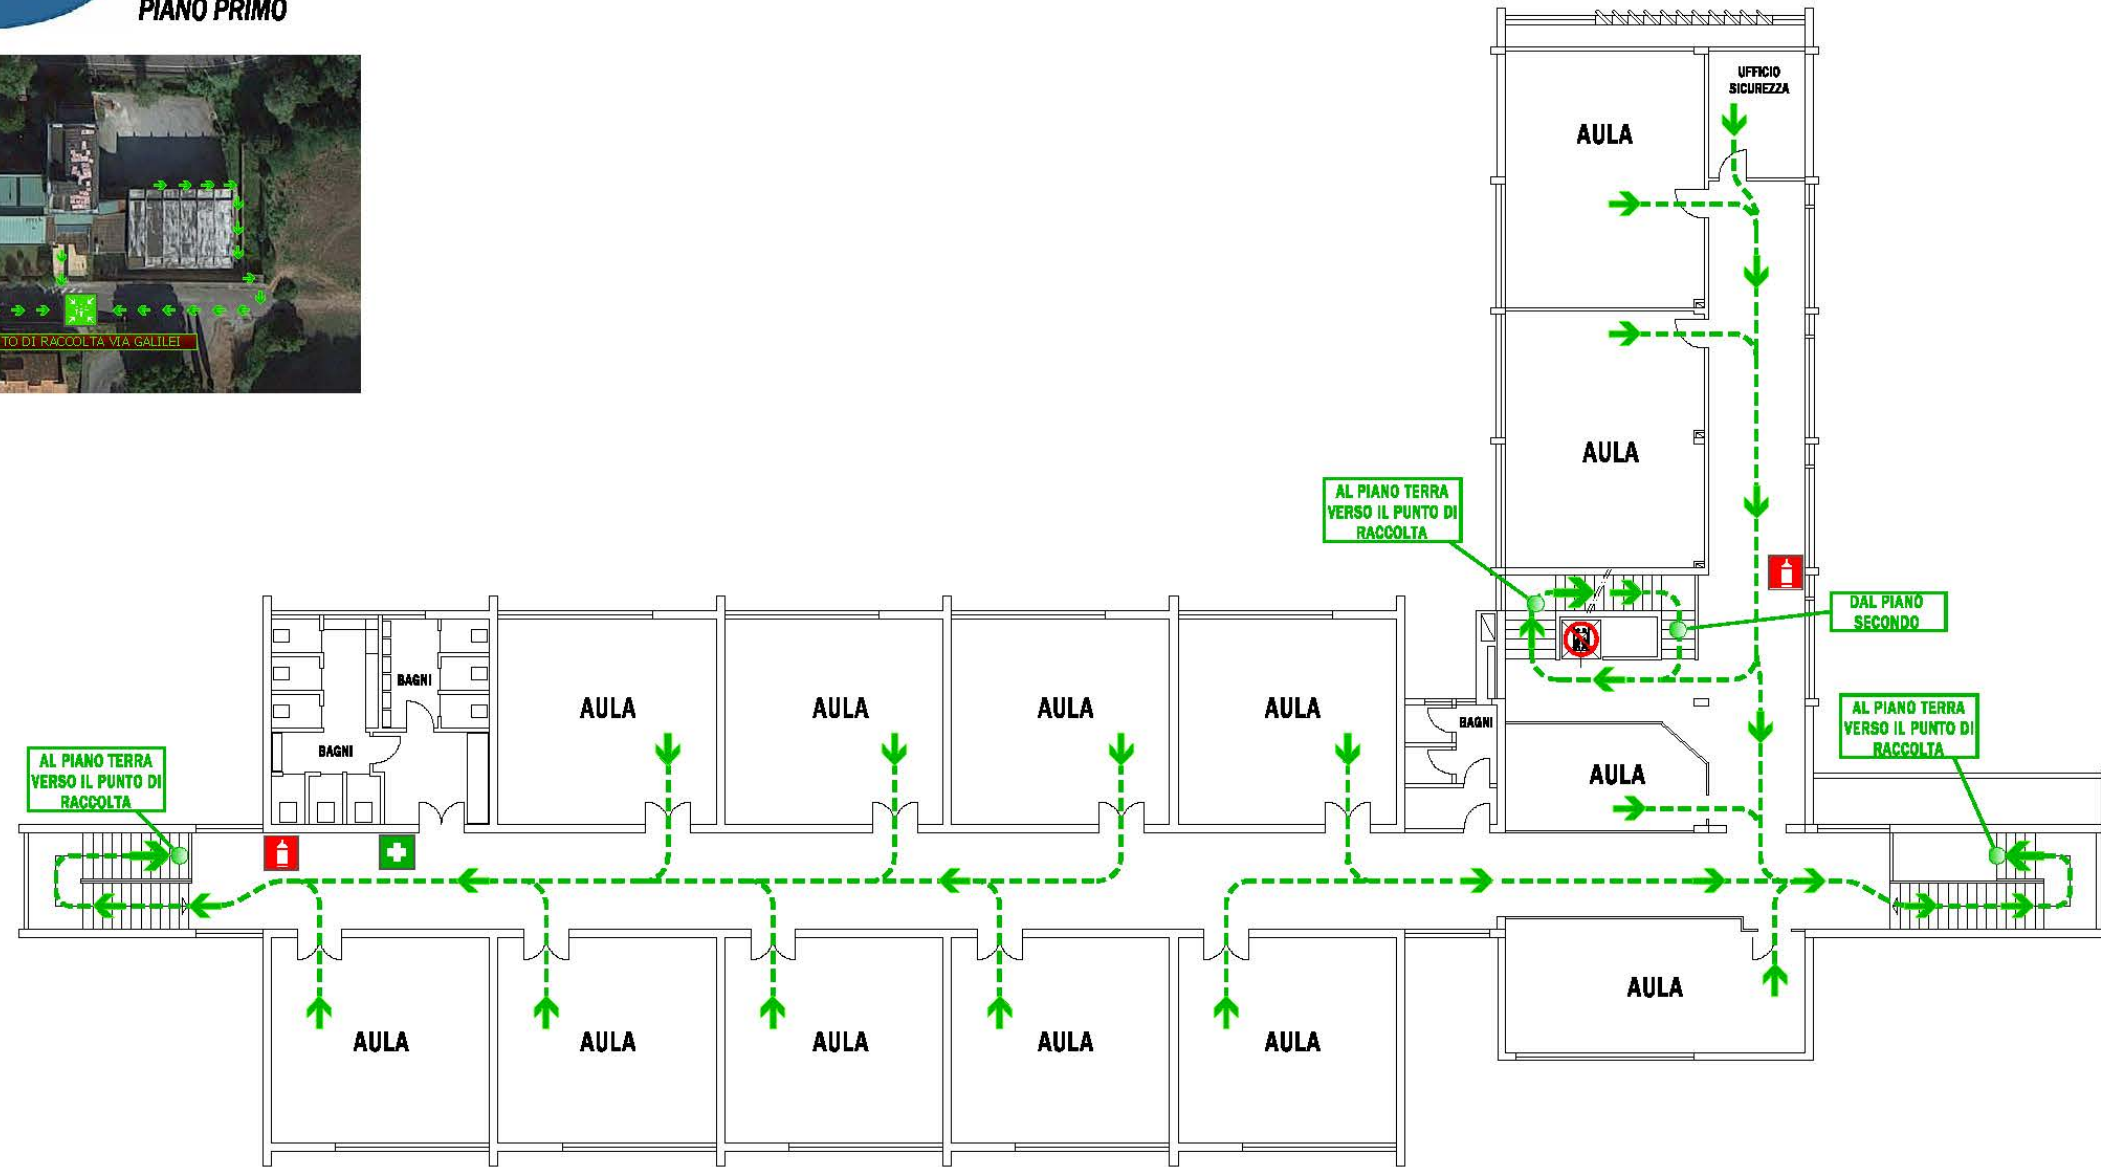 PIANO PRIMO
TO DI RACCOLTA VIA GALILEI
UFFICIO
SICUREZZA
AULA
AULA
AL PIANO TERRA
VERSO IL PUNTO DI
RACCOLTA
DAL PIANO
SECONDO
BAGNI
BAGNI
AULA
AULA
AULA
AULA
BAGNI
AULA
AL PIANO TERRA
VERSO IL PUNTO DI
RACCOLTA
AL PIANO TERRA
VERSO IL PUNTO DI
RACCOLTA
AULA
AULA
AULA
AULA
AULA
AULA